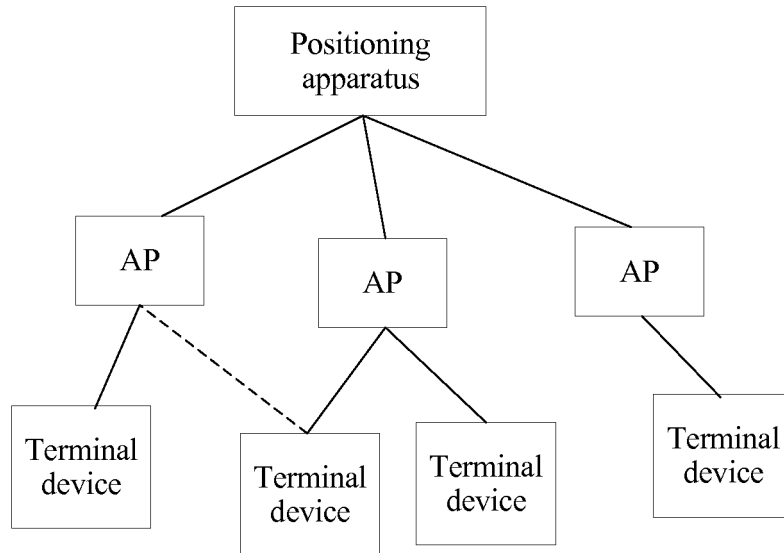 Positioning
apparatus
AP
AP
AP
Terminal
device
Terminal
device
Terminal
device
Terminal
device